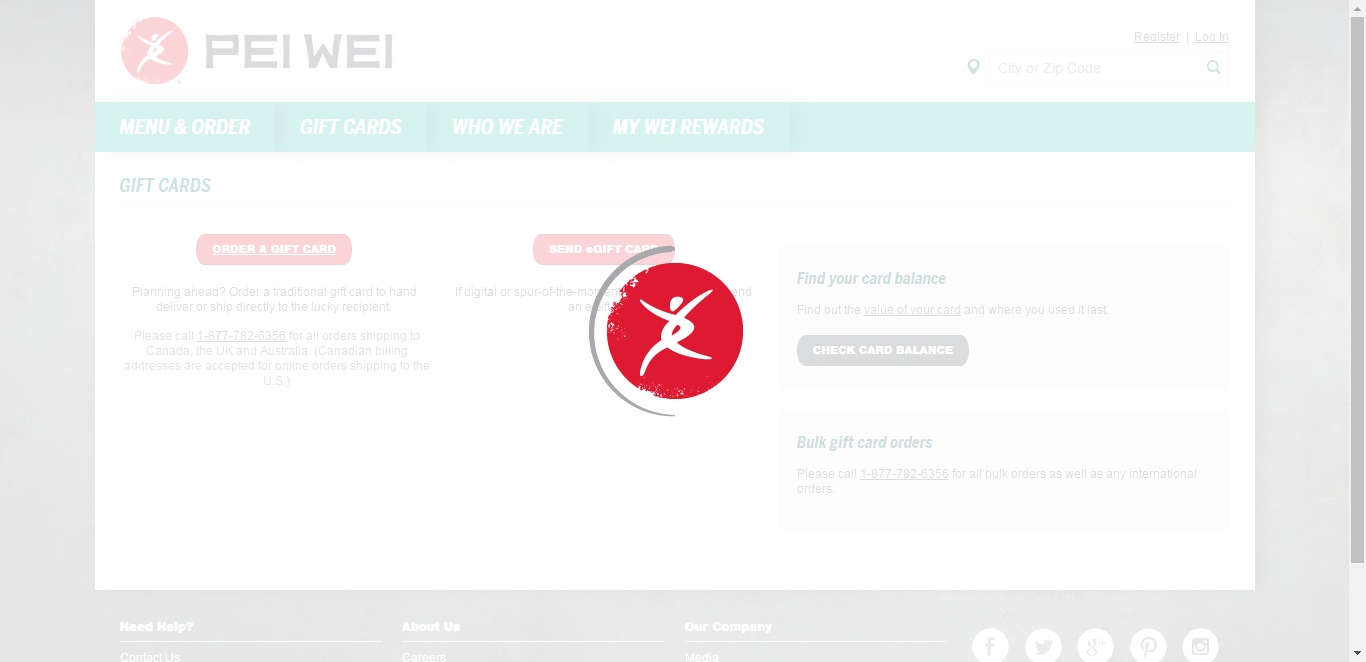 PEI WEI
Register | Log In
City or Zip Code
MENU & ORDER
GIFT CARDS
WHO WE ARE
MY WEI REWARDS
GIFT CARDS
ORDER A GIFT CARD
Planning ahead? Order a traditional gift card to hand
deliver or ship directly to the lucky recipient.
Please call 1-877-782-6356 for all orders shipping to
Canada, the UK and Australia. (Canadian billing
addresses are accepted for online orders shipping to the
U.S.)
SEND eGIFT CARD
If digital or spur-of-the-moment
an
Find your card balance
Find out the value of your card and where you used it last.
CHECK CARD BALANCE
Bulk gift card orders
Please call 1-877-782-6356 for all bulk orders as well as any international
orders.
Need Help?
Contact Us
About Us
Careers
Our Company
Media